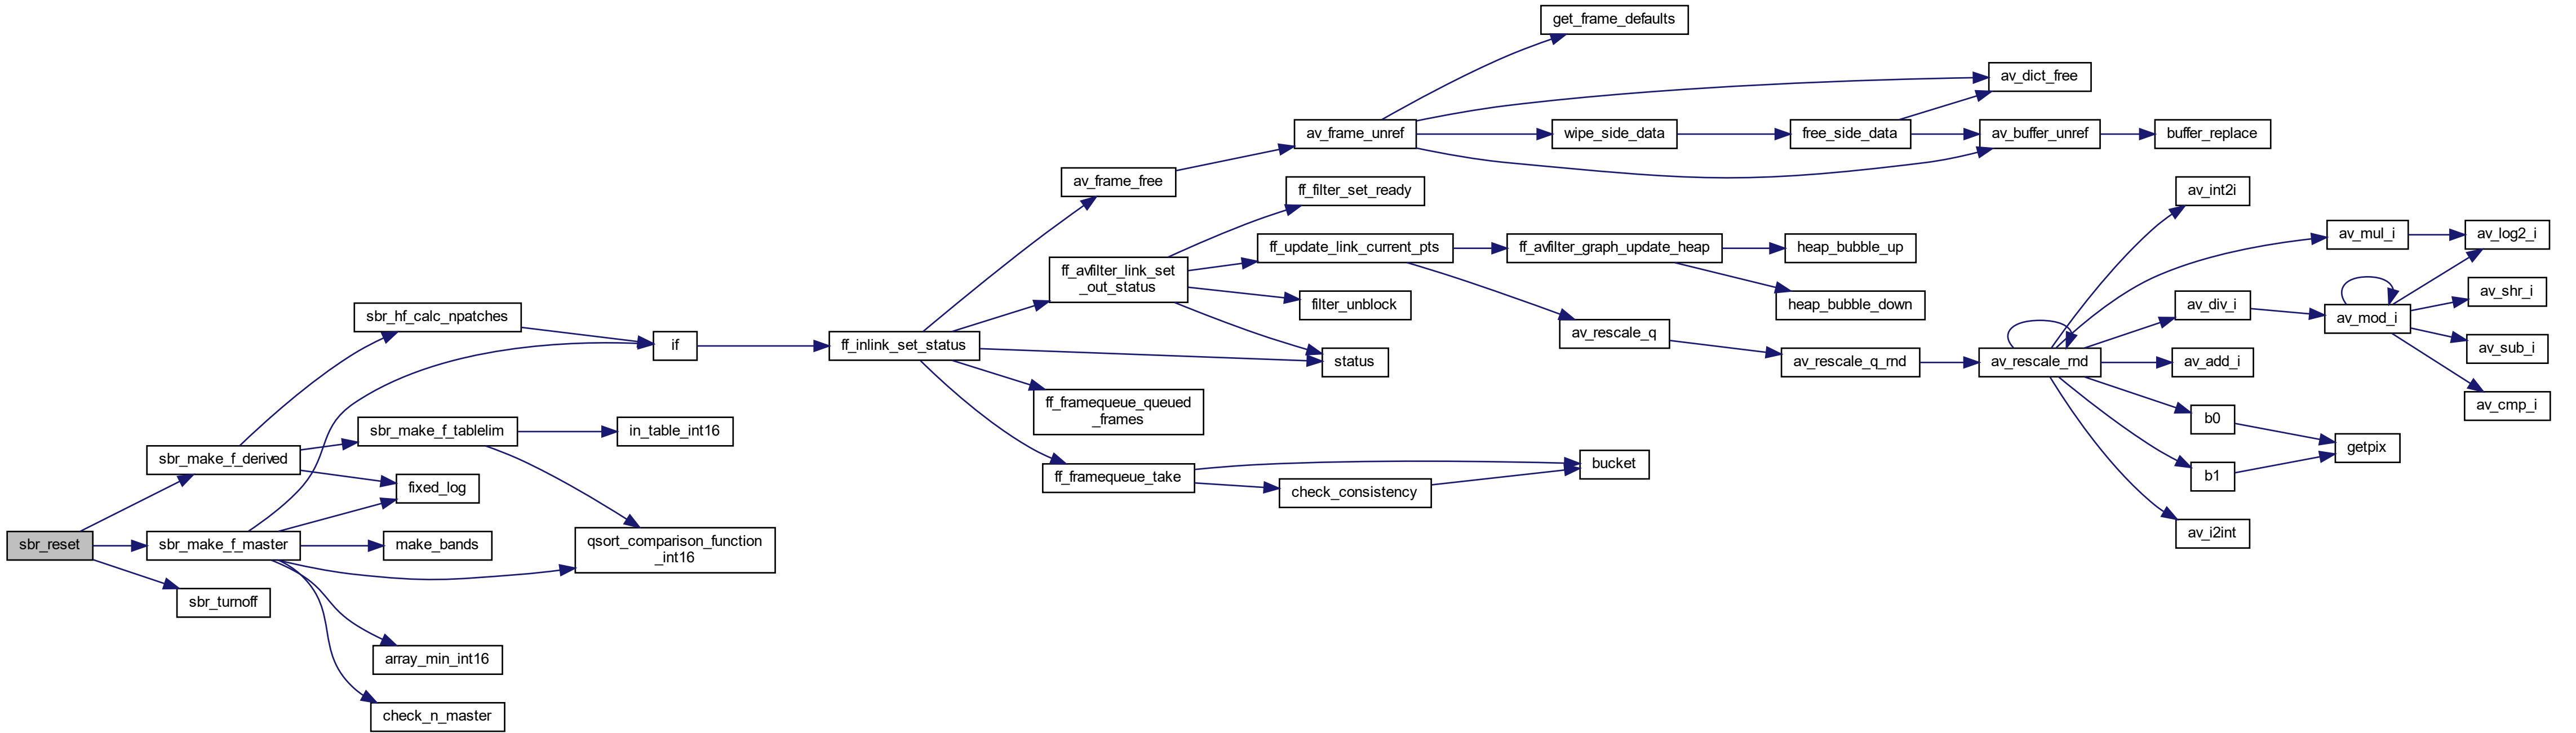 get_frame_defaults
av_dict_free
av_frame_unref
wipe_side_data
free_side_data
av_buffer_unref
buffer_replace
av_frame_free
ff_filter_set_ready
av_int2i
ff_update_link_current_pts
ff_avfilter_graph_update_heap
heap_bubble_up
av_mul_i
av_log2_i
ff_avfilter_link_set
_out_status
filter_unblock
heap_bubble_down
av_div_i
av_mod_i
av_shr_i
sbr_hf_calc_npatches
if
ff_inlink_set_status
status
av_rescale_q
av_rescale_q_rnd
av_rescale_rnd
av_add_i
av_sub_i
ff_framequeue_queued
_frames
b0
av_cmp_i
sbr_make_f_tablelim
in_table_int16
sbr_make_f_derived
ff_framequeue_take
bucket
getpix
fixed_log
check_consistency
b1
sbr_reset
sbr_make_f_master
make_bands
qsort_comparison_function
_int16
av_i2int
sbr_turnoff
array_min_int16
check_n_master